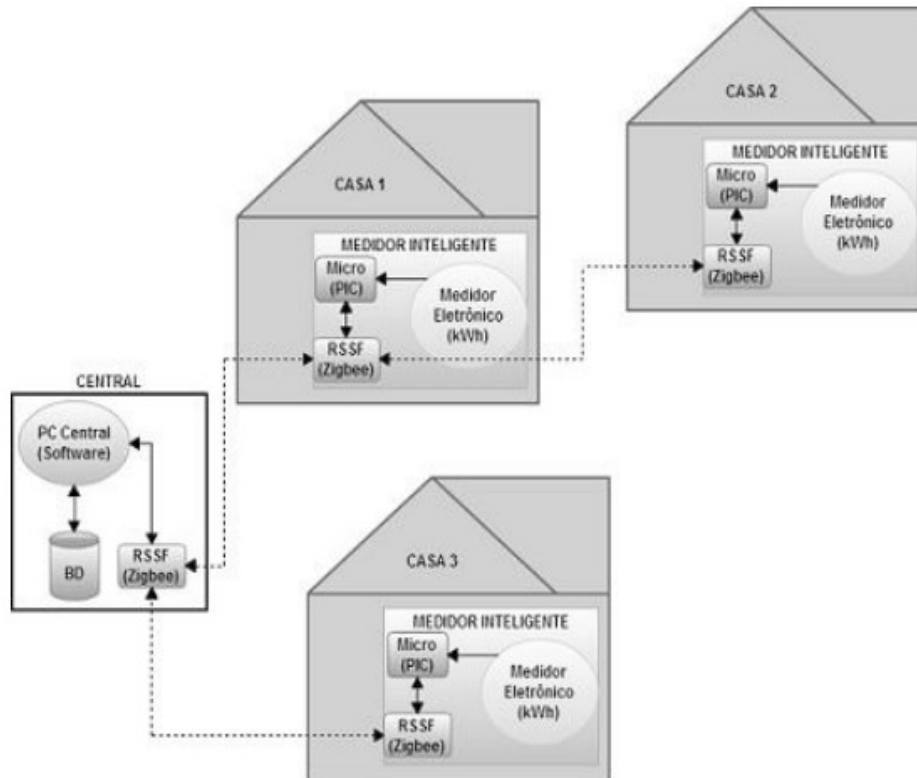 CASA 2
MEDIDOR INTELIGENTE
Micro
(PIC)
Medidor
Eletrônico
(kWh)
RSSF
(Zigbee)
CASA 1
MEDIDOR INTELIGENTE
Micro
(PIC)
Medidor
Eletrônico
(kWh)
RSSF
(Zigbee)
CENTRAL
PC Central
(Software)
BD
RSSF
(Zigbee)
CASA 3
MEDIDOR INTELIGENTE
Micro
(PIC)
Medidor
Eletrônico
(kWh)
RSSF
(Zigbee)